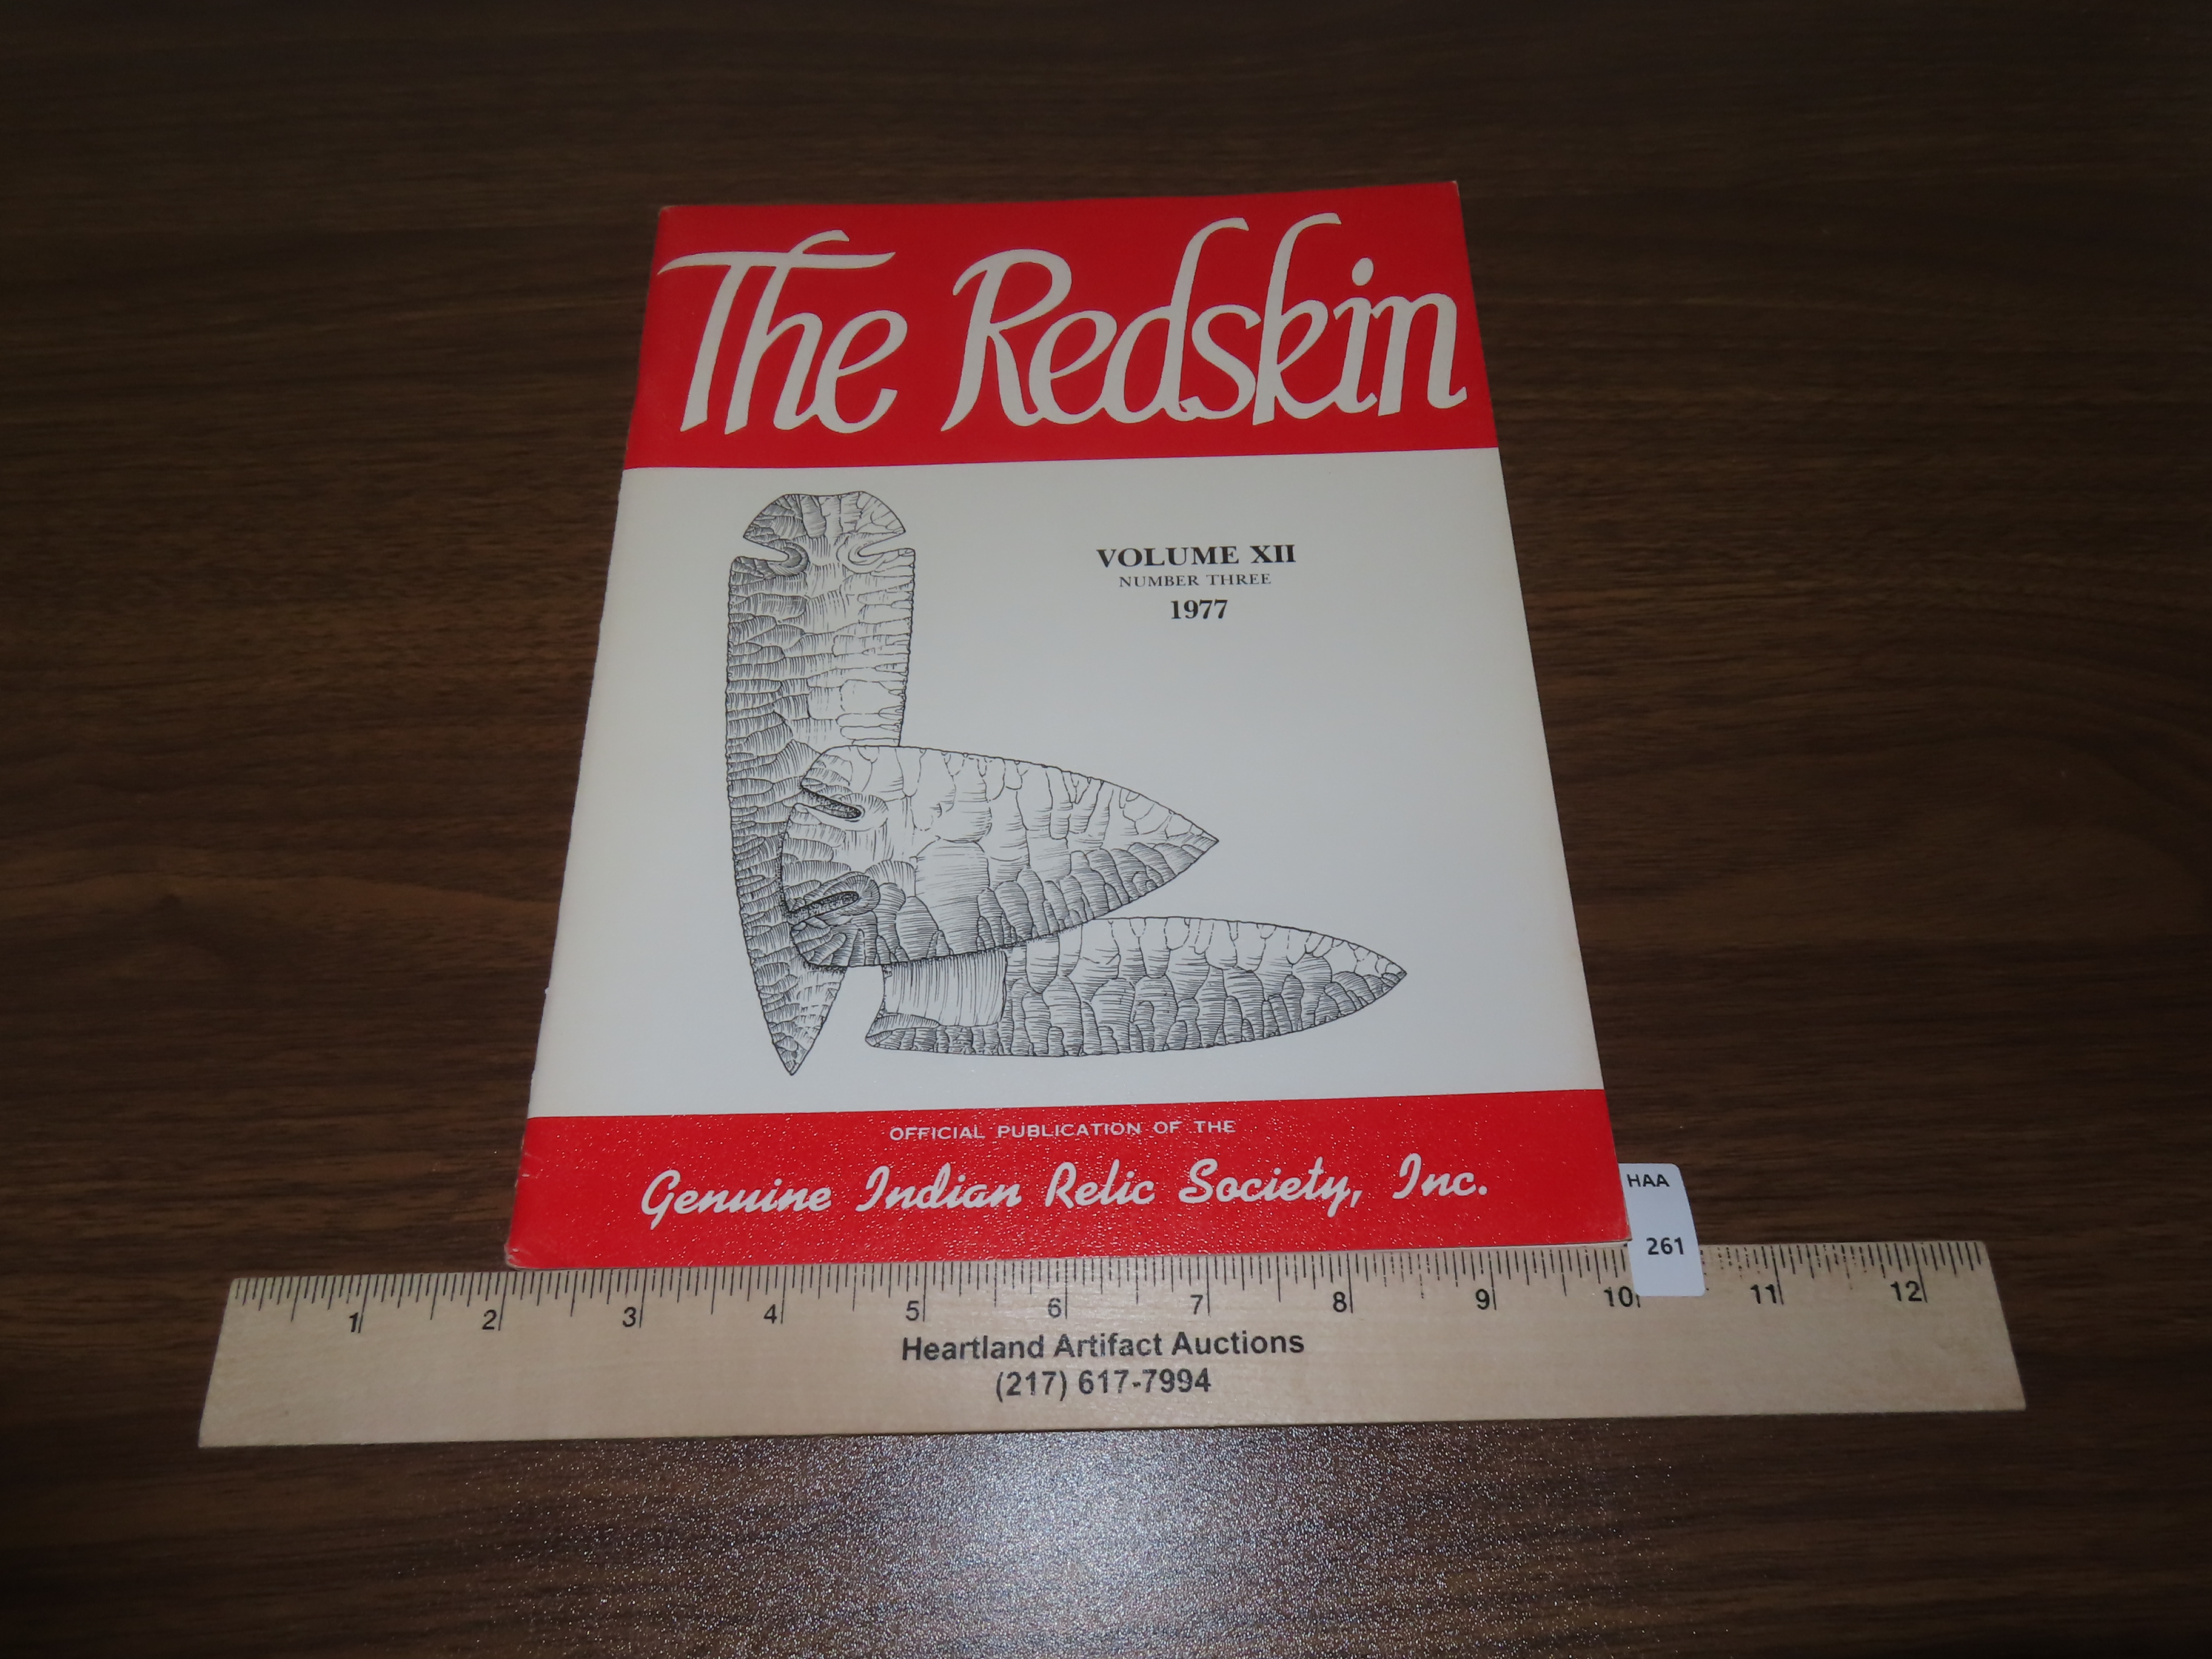 The Redskin
VOLUME XII
NUMBER THREE
1977
OFFICIAL PUBLICATION OF THE
Genuine Indian Relic Society, Inc.
HAA
261
1 2 3 4 5 6 7 8 9 10 11 12
Heartland Artifact Auctions
(217) 617-7994